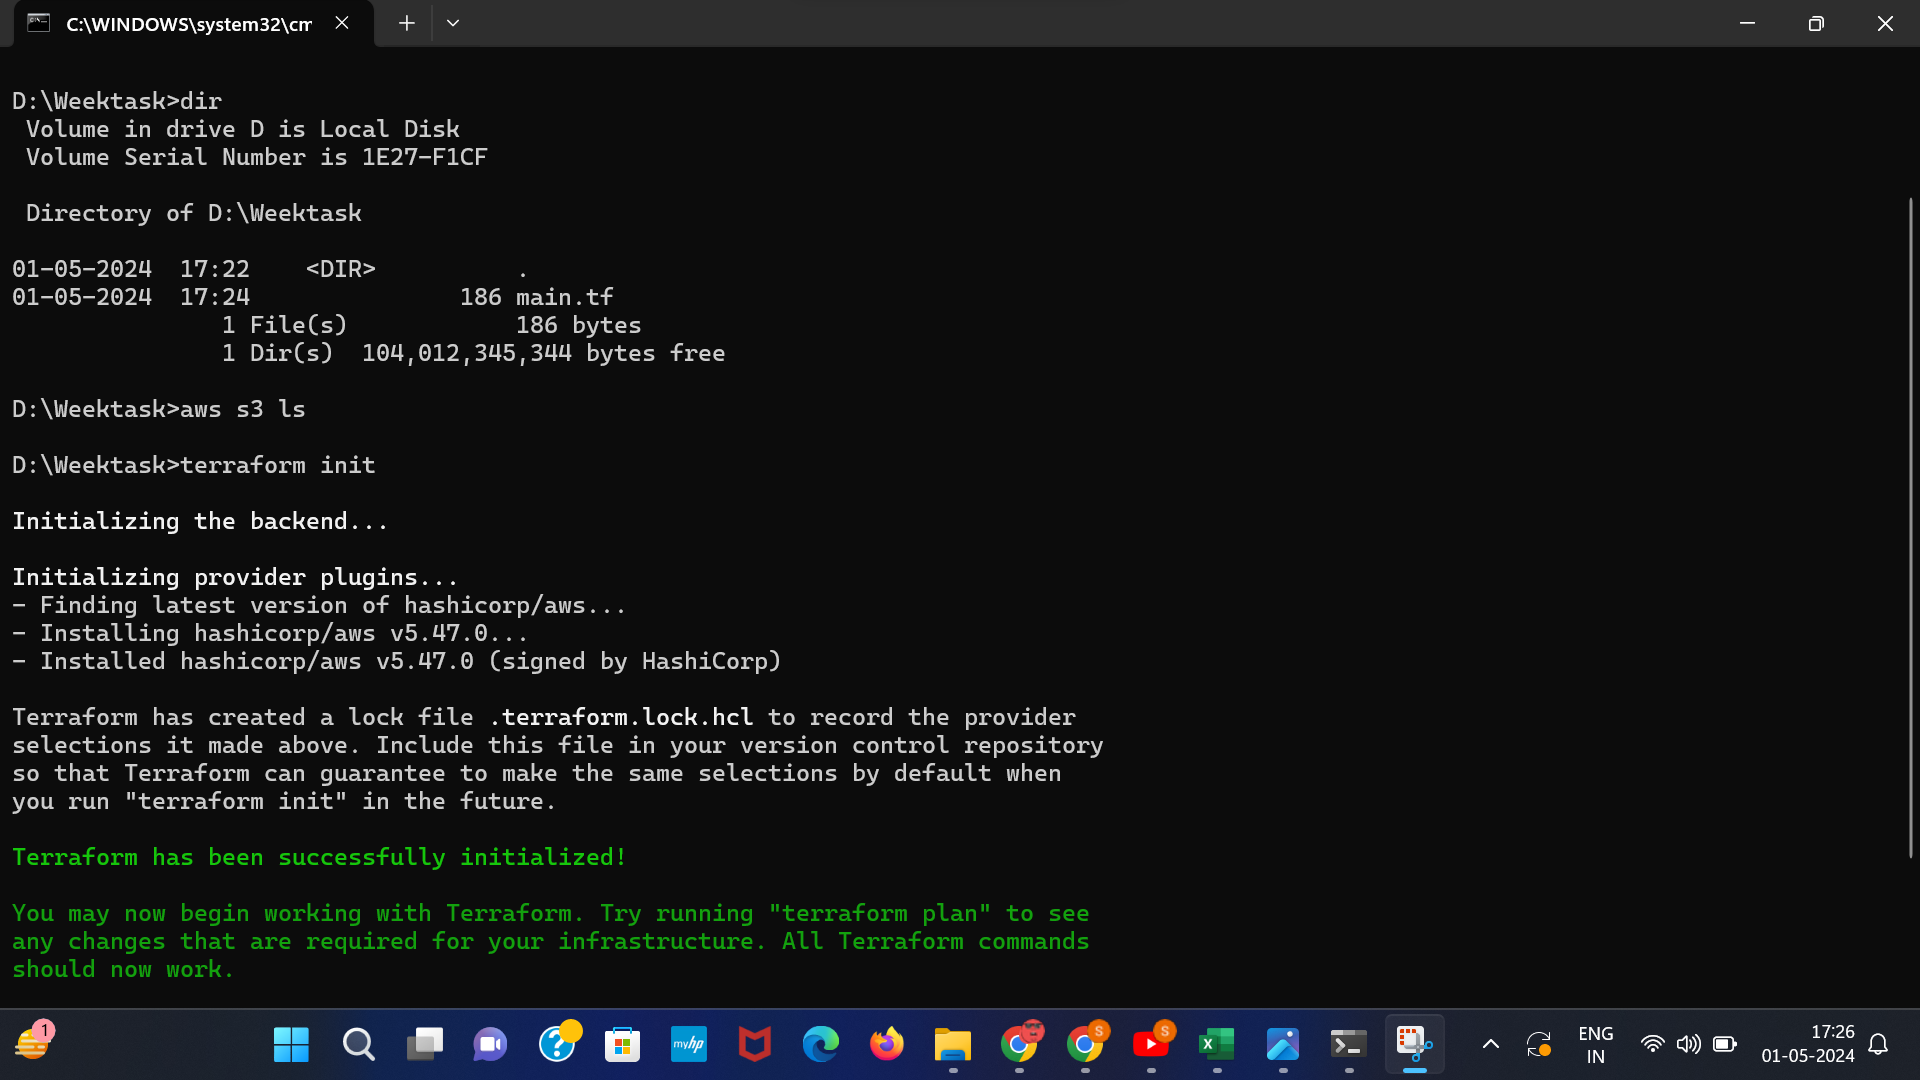 C:\WINDOWS\system32\cm
D:\Weektask>dir
Volume in drive D is Local Disk
Volume Serial Number is 1E27-F1CF
Directory of D:\Weektask
01-05-2024  17:22    <DIR>          .
01-05-2024  17:24               186 main.tf
1 File(s)            186 bytes
1 Dir(s)  104,012,345,344 bytes free
D:\Weektask>aws s3 ls
D:\Weektask>terraform init
Initializing the backend...
Initializing provider plugins...
- Finding latest version of hashicorp/aws...
- Installing hashicorp/aws v5.47.0...
- Installed hashicorp/aws v5.47.0 (signed by HashiCorp)
Terraform has created a lock file .terraform.lock.hcl to record the provider
selections it made above. Include this file in your version control repository
so that Terraform can guarantee to make the same selections by default when
you run "terraform init" in the future.
Terraform has been successfully initialized!
You may now begin working with Terraform. Try running "terraform plan" to see
any changes that are required for your infrastructure. All Terraform commands
should now work.
1
myhp
S
S
X
ENG
IN
17:26
01-05-2024